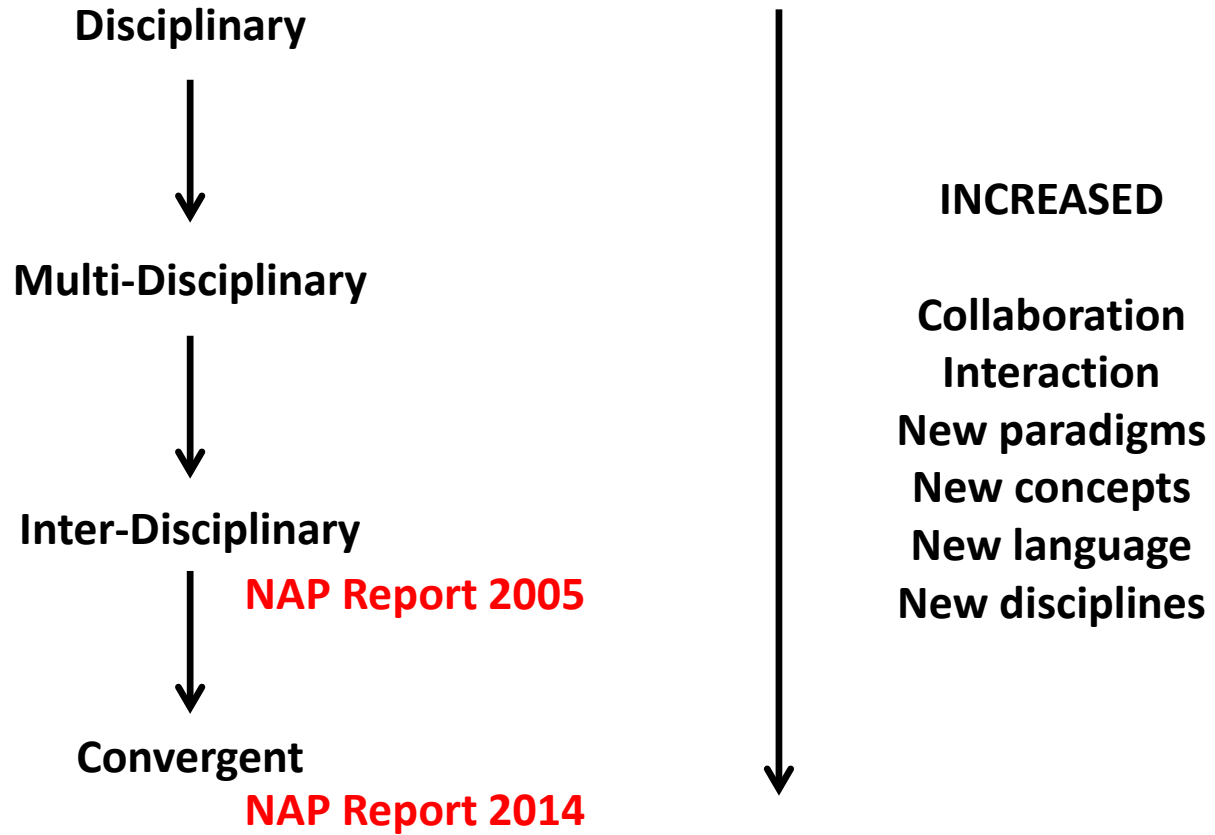 Disciplinary
Multi-Disciplinary
Inter-Disciplinary
NAP Report 2005
Convergent
NAP Report 2014
INCREASED
Collaboration
Interaction
New paradigms
New concepts
New language
New disciplines